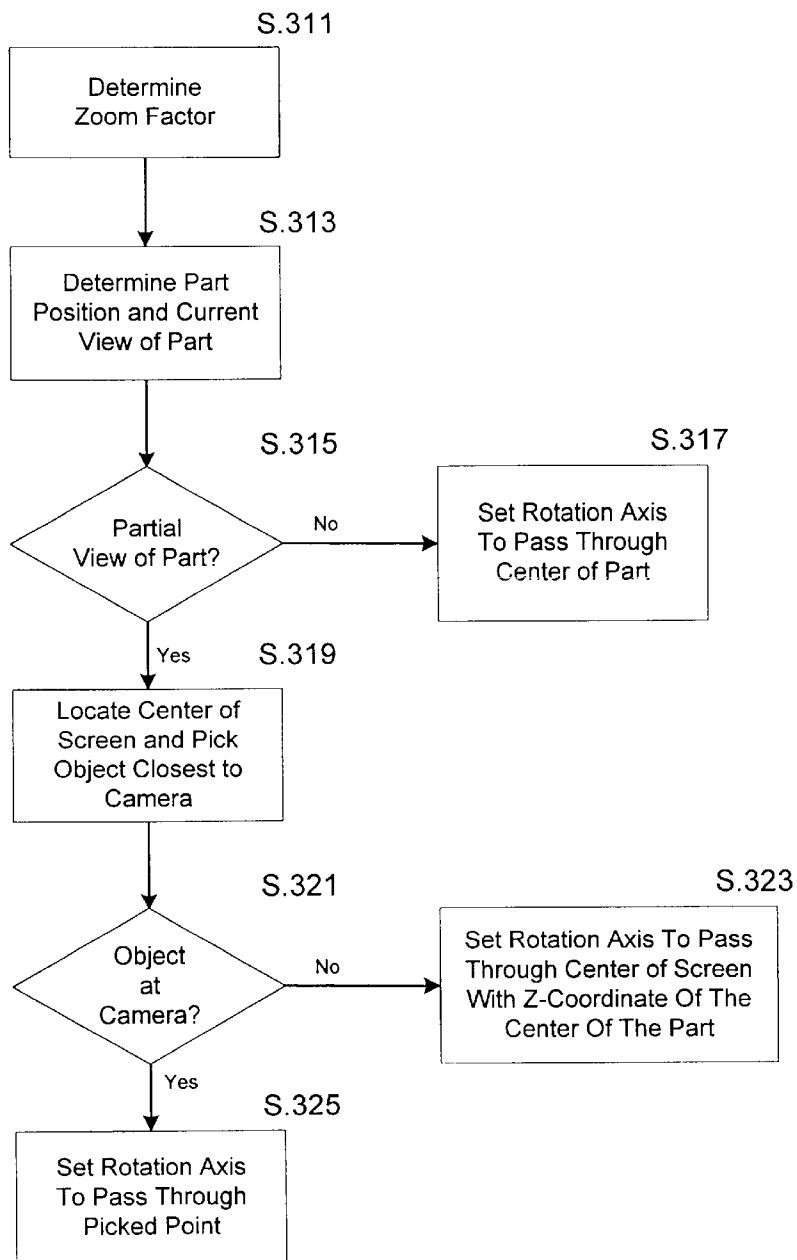 S.311
Determine
Zoom Factor
S.313
Determine Part
Position and Current
View of Part
S.315
Partial
View of Part?
No
S.317
Set Rotation Axis
To Pass Through
Center of Part
Yes
S.319
Locate Center of
Screen and Pick
Object Closest to
Camera
S.321
Object
at
Camera?
No
S.323
Set Rotation Axis To Pass
Through Center of Screen
With Z-Coordinate Of The
Center Of The Part
Yes
S.325
Set Rotation Axis
To Pass Through
Picked Point